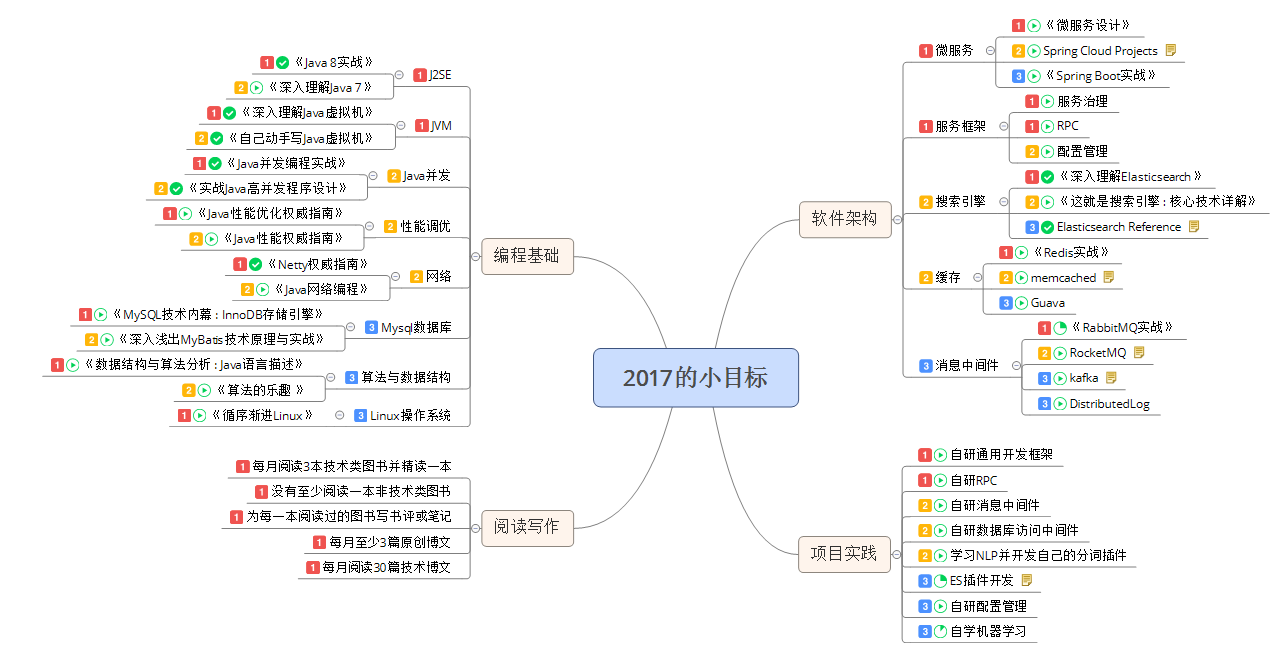 2017的小目标
编程基础
1 J2SE
1 《Java 8实战》
2 《深入理解Java 7 》
1 JVM
1 《深入理解Java虚拟机》
2 《自己动手写Java虚拟机》
2 Java并发
1 《Java并发编程实战》
2 《实战Java高并发程序设计》
2 性能调优
1 《Java性能优化权威指南》
2 《Java性能权威指南》
2 网络
1 《Netty权威指南》
2 《Java网络编程》
3 Mysql数据库
1 《MySQL技术内幕：InnoDB存储引擎》
2 《深入浅出MyBatis技术原理与实战》
3 算法与数据结构
1 《数据结构与算法分析：Java语言描述》
2 《算法的乐趣 》
3 Linux操作系统
1 《循序渐进Linux 》
阅读写作
1 每月阅读3本技术类图书并精读一本
1 没有至少阅读一本非技术类图书
1 为每一本阅读过的图书写书评或笔记
1 每月至少3篇原创博文
1 每月阅读30篇技术博文
软件架构
1 微服务
1 《微服务设计》
2 Spring Cloud Projects
3 《Spring Boot实战》
1 服务框架
1 服务治理
1 RPC
2 配置管理
2 搜索引擎
1 《深入理解Elasticsearch 》
2 《这就是搜索引擎：核心技术详解》
3 Elasticsearch Reference
2 缓存
1 《Redis实战》
2 memcached
3 Guava
3 消息中间件
1 《RabbitMQ实战》
2 RocketMQ
3 kafka
3 DistributedLog
项目实践
1 自研通用开发框架
1 自研RPC
2 自研消息中间件
2 自研数据库访问中间件
2 学习NLP并开发自己的分词插件
3 ES插件开发
3 自研配置管理
3 自学机器学习